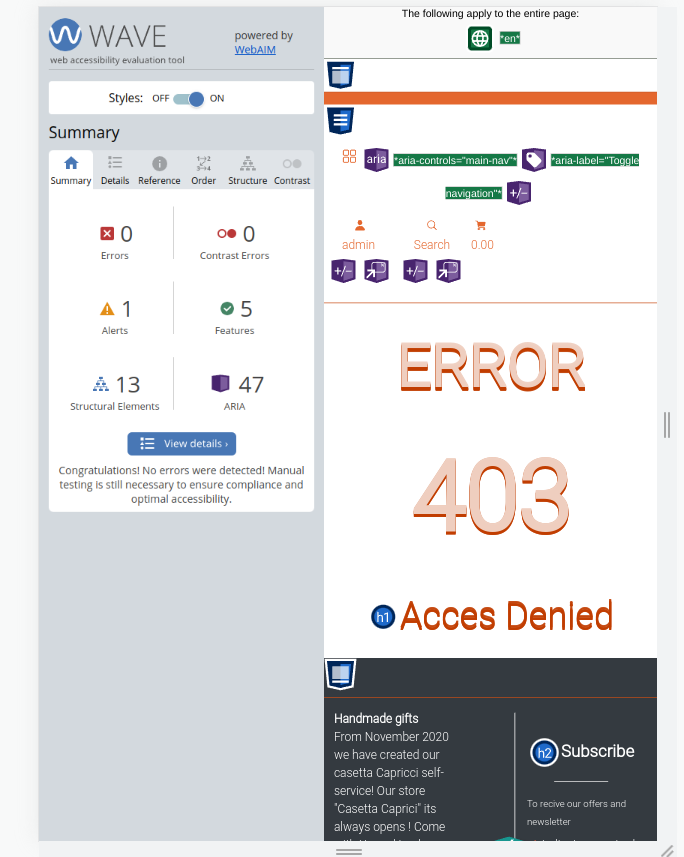 WAVE
web accessibility evaluation tool
powered by
WebAIM
Styles: OFF ON
Summary
Summary Details Reference Order Structure Contrast
0
Errors
0
Contrast Errors
1
Alerts
5
Features
13
Structural Elements
47
ARIA
View details ›
Congratulations! No errors were detected! Manual
testing is still necessary to ensure compliance and
optimal accessibility.
The following apply to the entire page:
*en*
aria *aria-controls="main-nav"* *aria-label="Toggle
navigation"* +/-
admin Search 0.00
+/- +/-
ERROR
403
h1 Acces Denied
Handmade gifts
From November 2020
we have created our
casetta Capricci self-
service! Our store
"Casetta Caprici" its
always opens ! Come
h2 Subscribe
To recive our offers and
newsletter